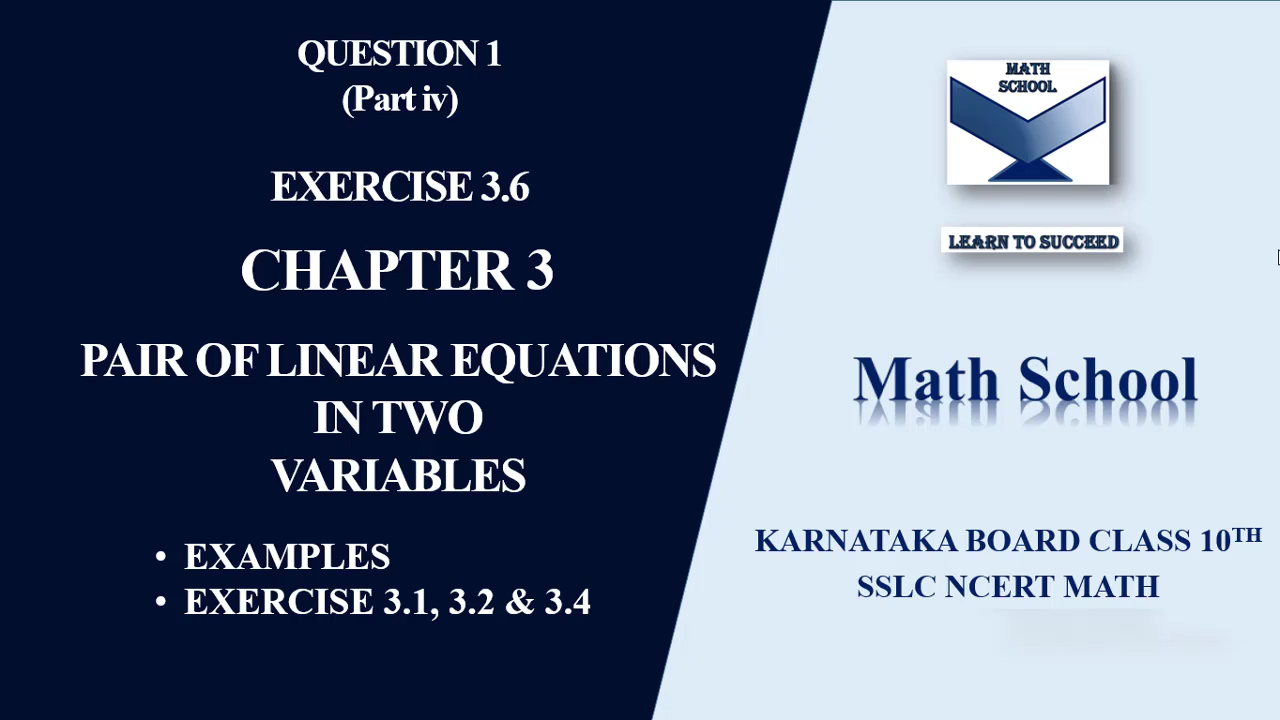 QUESTION 1
(Part iv)
EXERCISE 3.6
CHAPTER 3
PAIR OF LINEAR EQUATIONS
IN TWO
VARIABLES
• EXAMPLES
• EXERCISE 3.1, 3.2 & 3.4
MATH
SCHOOL
LEARN TO SUCCEED
Math School
KARNATAKA BOARD CLASS 10TH
SSLC NCERT MATH